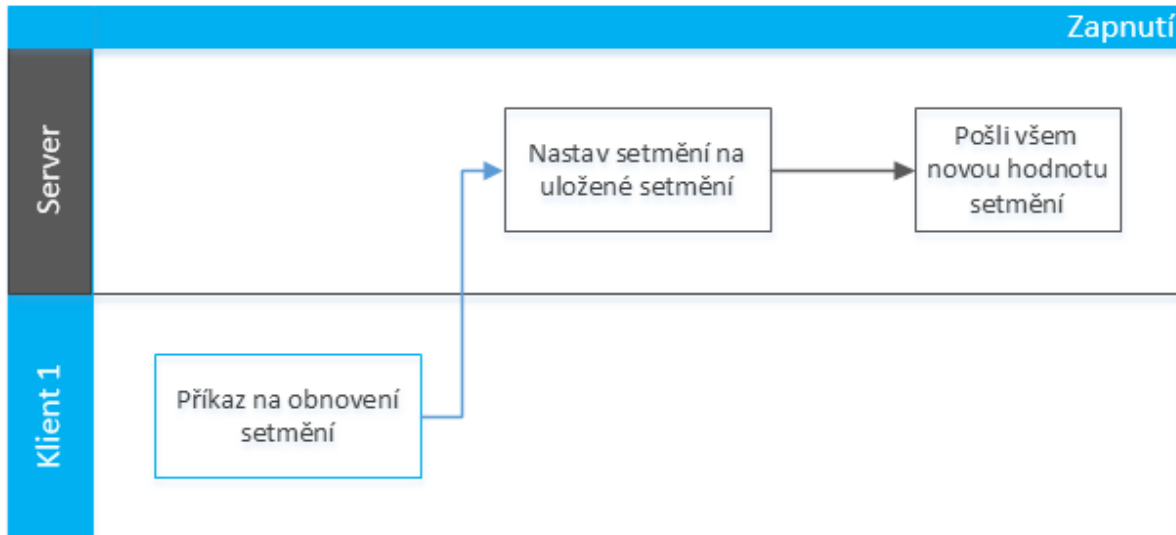 Zapnutí
Server
Nastav setmění na
uložené setmění
Pošli všem
novou hodnotu
setmění
Klient 1
Příkaz na obnovení
setmění